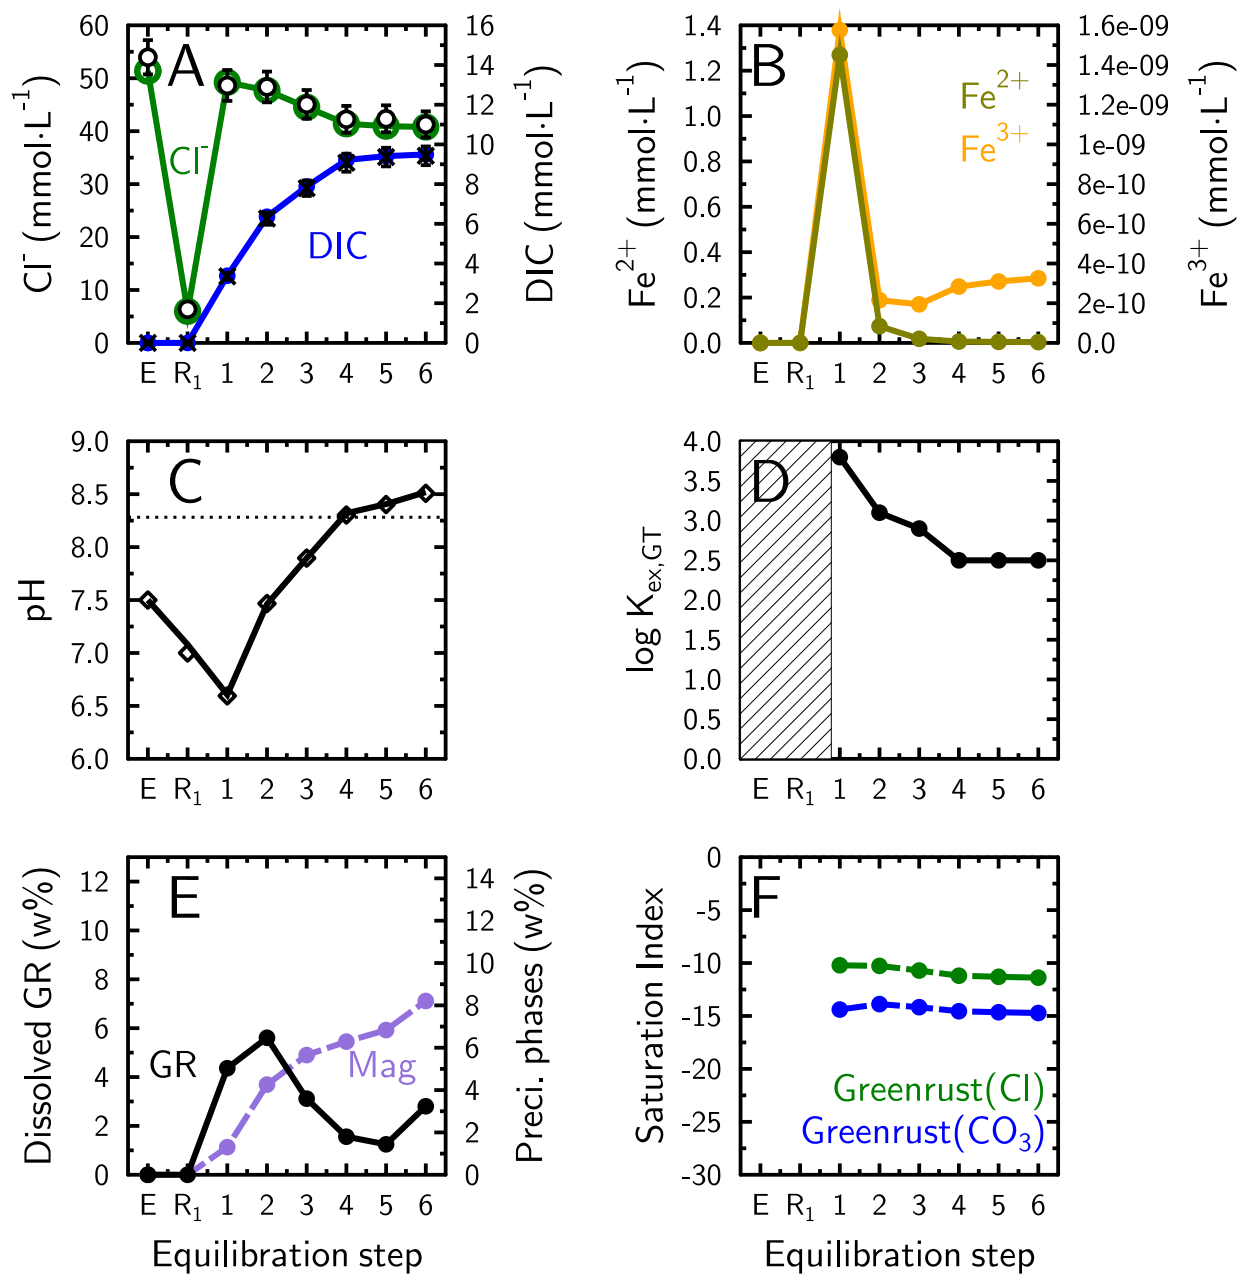 A
Cl⁻ (mmol·L⁻¹)
60
50
40
30
20
10
0
Cl⁻
DIC
16
14
12
10
8
6
4
2
0
DIC (mmol·L⁻¹)
E R₁ 1 2 3 4 5 6
B
Fe²⁺ (mmol·L⁻¹)
1.4
1.2
1.0
0.8
0.6
0.4
0.2
0.0
Fe²⁺
Fe³⁺
1.6e-09
1.4e-09
1.2e-09
1e-09
8e-10
6e-10
4e-10
2e-10
0.0
Fe³⁺ (mmol·L⁻¹)
E R₁ 1 2 3 4 5 6
C
pH
9.0
8.5
8.0
7.5
7.0
6.5
6.0
E R₁ 1 2 3 4 5 6
D
log K_ex,GT
4.0
3.5
3.0
2.5
2.0
1.5
1.0
0.5
0.0
E R₁ 1 2 3 4 5 6
E
Dissolved GR (w%)
12
10
8
6
4
2
0
GR
Mag
14
12
10
8
6
4
2
0
Preci. phases (w%)
E R₁ 1 2 3 4 5 6
Equilibration step
F
Saturation Index
0
-5
-10
-15
-20
-25
-30
Greenrust(Cl)
Greenrust(CO₃)
E R₁ 1 2 3 4 5 6
Equilibration step